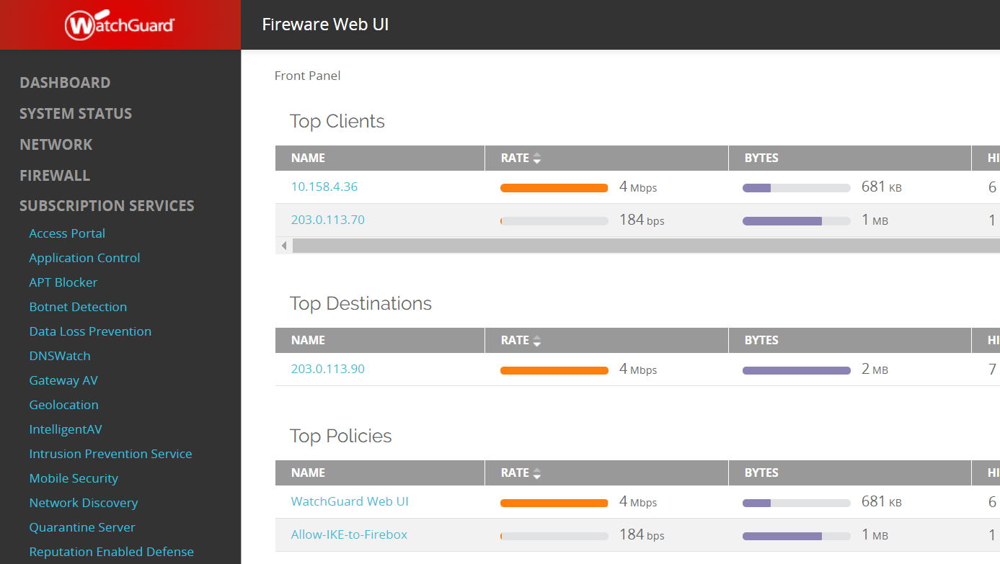 WatchGuard
Fireware Web UI
DASHBOARD
SYSTEM STATUS
NETWORK
FIREWALL
SUBSCRIPTION SERVICES
Access Portal
Application Control
APT Blocker
Botnet Detection
Data Loss Prevention
DNSWatch
Gateway AV
Geolocation
IntelligentAV
Intrusion Prevention Service
Mobile Security
Network Discovery
Quarantine Server
Reputation Enabled Defense
Front Panel
Top Clients
NAME RATE BYTES HI
10.158.4.36 4 Mbps 681 KB 6
203.0.113.70 184 bps 1 MB 1
Top Destinations
NAME RATE BYTES HI
203.0.113.90 4 Mbps 2 MB 7
Top Policies
NAME RATE BYTES HI
WatchGuard Web UI 4 Mbps 681 KB 6
Allow-IKE-to-Firebox 184 bps 1 MB 1